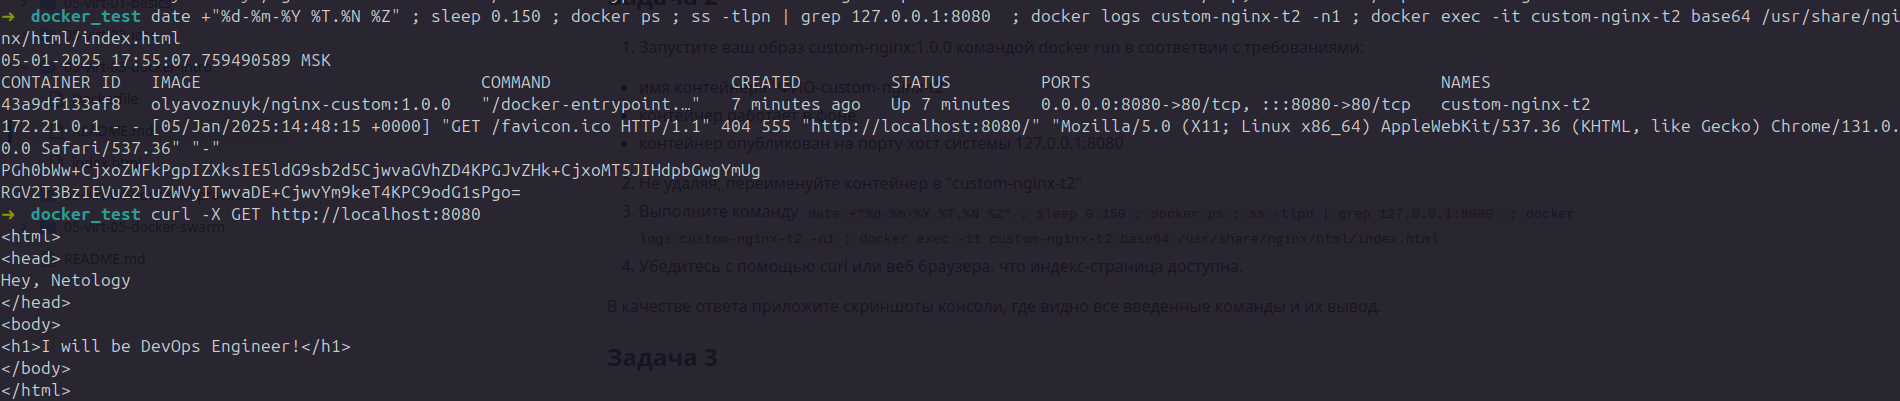 ➜ docker_test date +"%d-%m-%Y %T.%N %Z" ; sleep 0.150 ; docker ps ; ss -tlpn | grep 127.0.0.1:8080  ; docker logs custom-nginx-t2 -n1 ; docker exec -it custom-nginx-t2 base64 /usr/share/ngi
nx/html/index.html
05-01-2025 17:55:07.759490589 MSK
CONTAINER ID   IMAGE                            COMMAND                  CREATED         STATUS         PORTS                                   NAMES
43a9df133af8   olyavoznuyk/nginx-custom:1.0.0   "/docker-entrypoint.…"   7 minutes ago   Up 7 minutes   0.0.0.0:8080->80/tcp, :::8080->80/tcp   custom-nginx-t2
172.21.0.1 - - [05/Jan/2025:14:48:15 +0000] "GET /favicon.ico HTTP/1.1" 404 555 "http://localhost:8080/" "Mozilla/5.0 (X11; Linux x86_64) AppleWebKit/537.36 (KHTML, like Gecko) Chrome/131.0.
0.0 Safari/537.36" "-"
PGh0bWw+CjxoZWFkPgpIZXksIE5ldG9sb2d5CjwvaGVhZD4KPGJvZHk+CjxoMT5JIHdpbGwgYmUg
RGV2T3BzIEVuZ2luZWVyITwvaDE+CjwvYm9keT4KPC9odG1sPgo=
➜ docker_test curl -X GET http://localhost:8080
<html>
<head>
Hey, Netology
</head>
<body>
<h1>I will be DevOps Engineer!</h1>
</body>
</html>
Задача 2
1. Запустите ваш образ custom-nginx:1.0.0 командой docker run в соответвии с требованиями:
контейнер опубликован на порту хост системы 127.0.0.1:8080
2. Не удаляя, переименуйте контейнер в "custom-nginx-t2"
3. Выполните команду date +"%d-%m-%Y %T.%N %Z" ; sleep 0.150 ; docker ps ; ss -tlpn | grep 127.0.0.1:8080  ; docker
logs custom-nginx-t2 -n1 ; docker exec -it custom-nginx-t2 base64 /usr/share/nginx/html/index.html
4. Убедитесь с помощью curl или веб браузера, что индекс-страница доступна.
В качестве ответа приложите скриншоты консоли, где видно все введенные команды и их вывод.
Задача 3
05-virt-05-docker-swarm
README.md